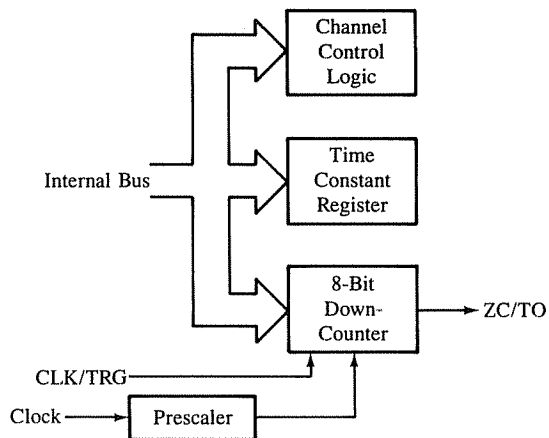 Channel
Control
Logic
Internal Bus
Time
Constant
Register
8-Bit
Down-
Counter
ZC/TO
CLK/TRG
Clock
Prescaler